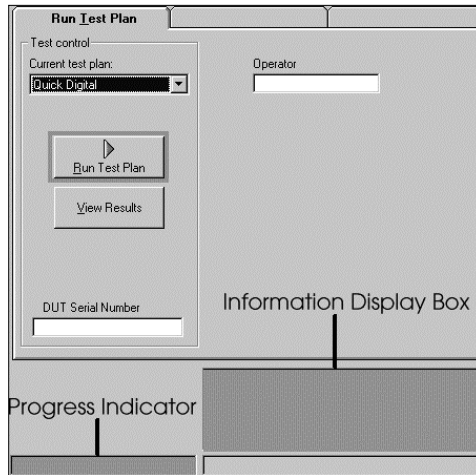 Run Test Plan
Test control
Current test plan:
Quick Digital
Operator
Run Test Plan
View Results
DUT Serial Number
Information Display Box
Progress Indicator